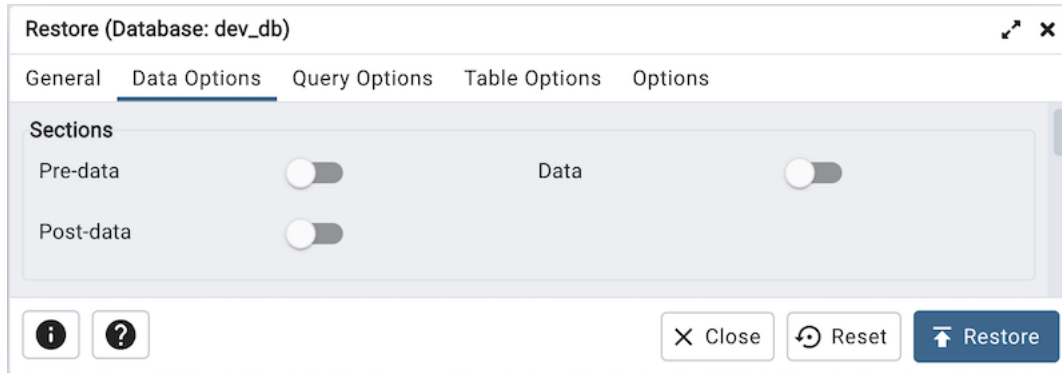 Restore (Database: dev_db)
General Data Options Query Options Table Options Options
Sections
Pre-data Data
Post-data
Close Reset Restore